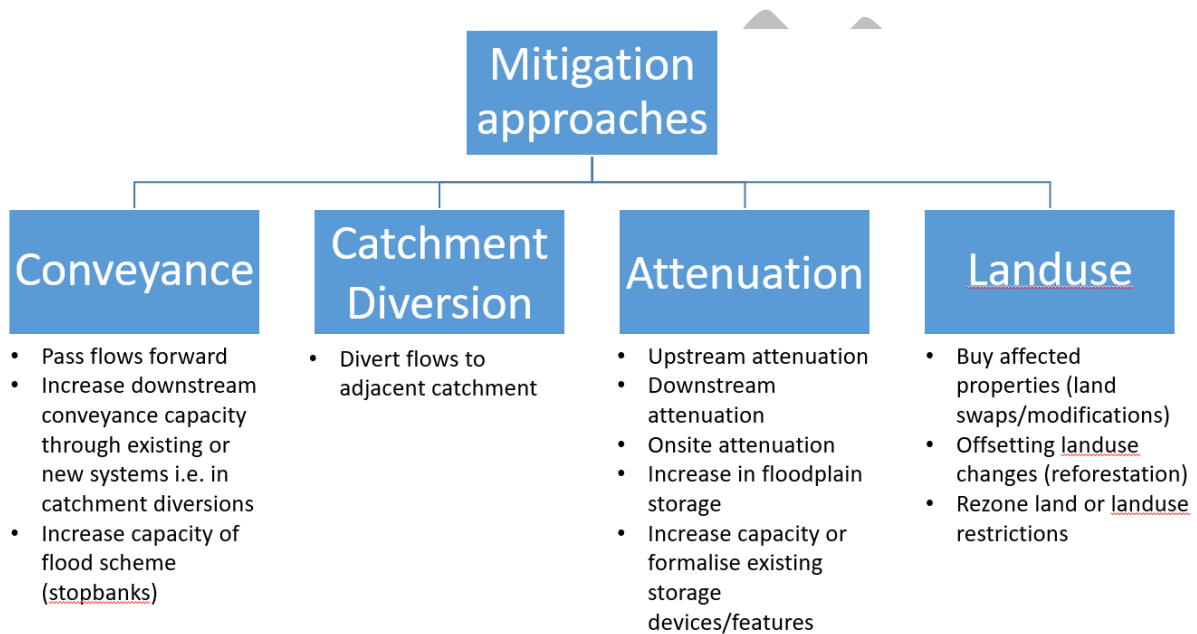 Mitigation
approaches
Conveyance
• Pass flows forward
• Increase downstream
conveyance capacity
through existing or
new systems i.e. in
catchment diversions
• Increase capacity of
flood scheme
(stopbanks)
Catchment
Diversion
• Divert flows to
adjacent catchment
Attenuation
• Upstream attenuation
• Downstream
attenuation
• Onsite attenuation
• Increase in floodplain
storage
• Increase capacity or
formalise existing
storage
devices/features
Landuse
• Buy affected
properties (land
swaps/modifications)
• Offsetting landuse
changes (reforestation)
• Rezone land or landuse
restrictions